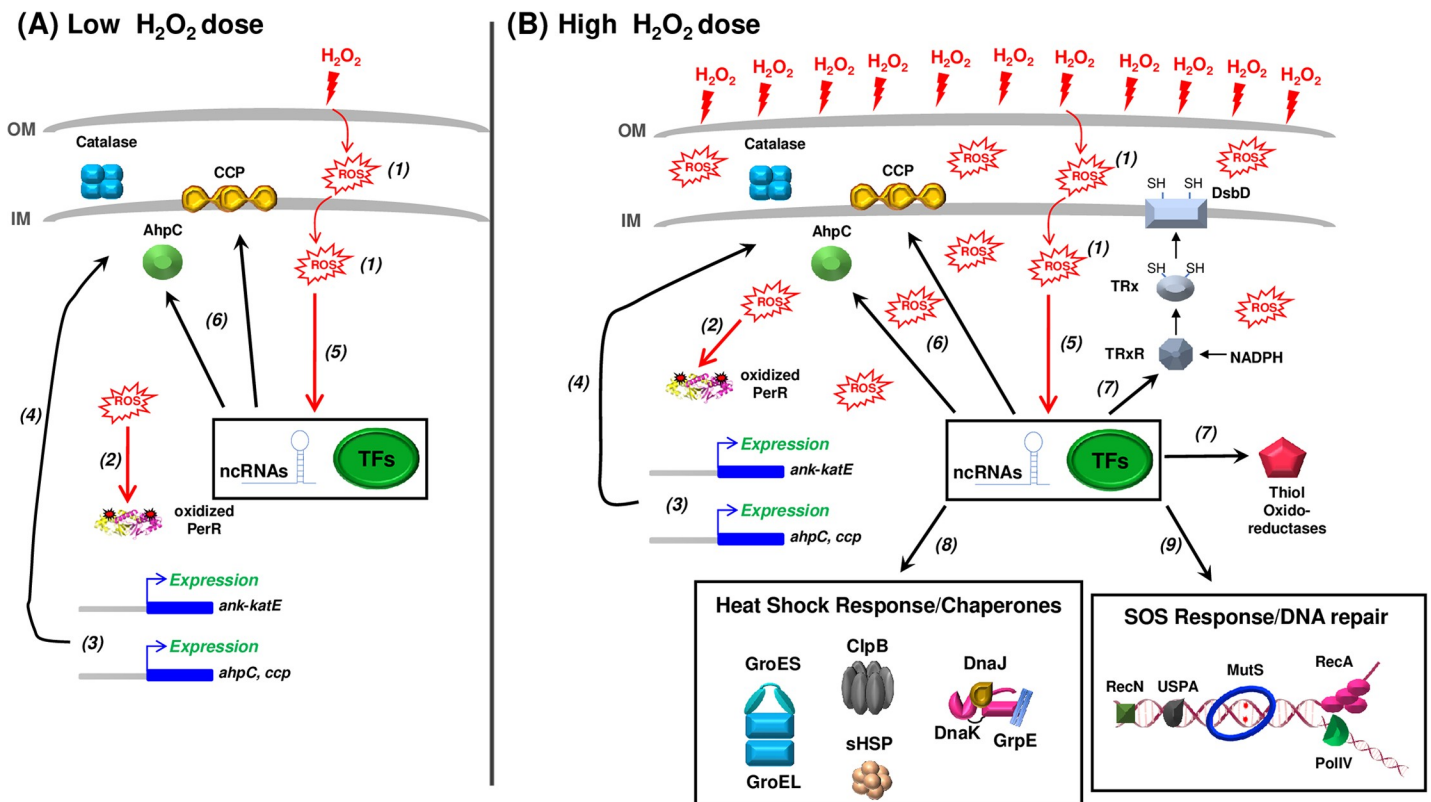 (A) Low H₂O₂ dose
H₂O₂
OM
Catalase
CCP
ROS
(1)
IM
AhpC
ROS
(1)
(6)
(5)
(4)
ROS
(2)
ncRNAs
TFs
oxidized
PerR
Expression
ank-katE
(3)
Expression
ahpC, ccp
(B) High H₂O₂ dose
H₂O₂
H₂O₂
H₂O₂
H₂O₂
H₂O₂
H₂O₂
H₂O₂
H₂O₂
H₂O₂
H₂O₂
H₂O₂
OM
ROS
Catalase
CCP
ROS
ROS
(1)
ROS
SH
SH
DsbD
IM
AhpC
ROS
ROS
(1)
SH
SH
TRx
ROS
(2)
ROS
ROS
(6)
(5)
TRxR
NADPH
(4)
oxidized
PerR
ROS
(7)
Expression
ank-katE
ncRNAs
TFs
(7)
Thiol
Oxido-
reductases
(3)
Expression
ahpC, ccp
(8)
(9)
Heat Shock Response/Chaperones
GroES
ClpB
DnaJ
DnaK
GrpE
sHSP
GroEL
SOS Response/DNA repair
RecN
USPA
MutS
RecA
PolIV